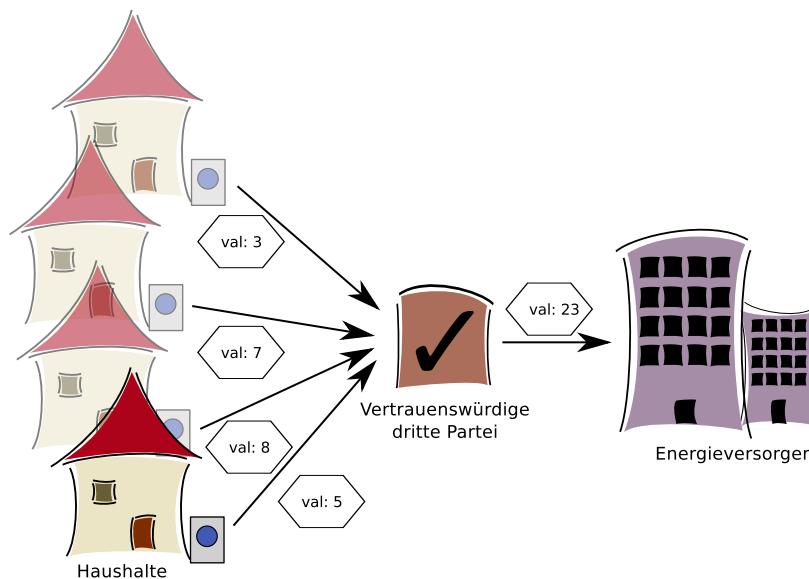 val: 3
val: 7
val: 8
val: 5
val: 23
Vertrauenswürdige
dritte Partei
Energieversorger
Haushalte